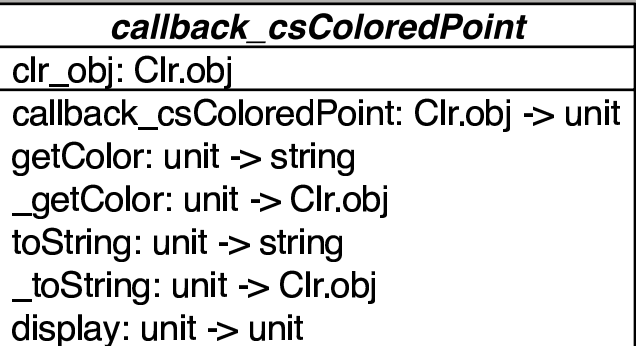 callback_csColoredPoint
clr_obj: Clr.obj
callback_csColoredPoint: Clr.obj -> unit
getColor: unit -> string
_getColor: unit -> Clr.obj
toString: unit -> string
_toString: unit -> Clr.obj
display: unit -> unit